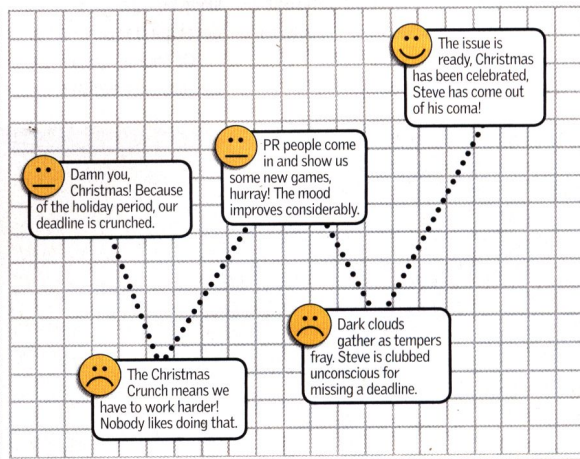 Damn you,
Christmas! Because
of the holiday period, our
deadline is crunched.
The Christmas
Crunch means we
have to work harder!
Nobody likes doing that.
PR people come
in and show us
some new games,
hurray! The mood
improves considerably.
Dark clouds
gather as tempers
fray. Steve is clubbed
unconscious for
missing a deadline.
The issue is
ready, Christmas
has been celebrated,
Steve has come out
of his coma!